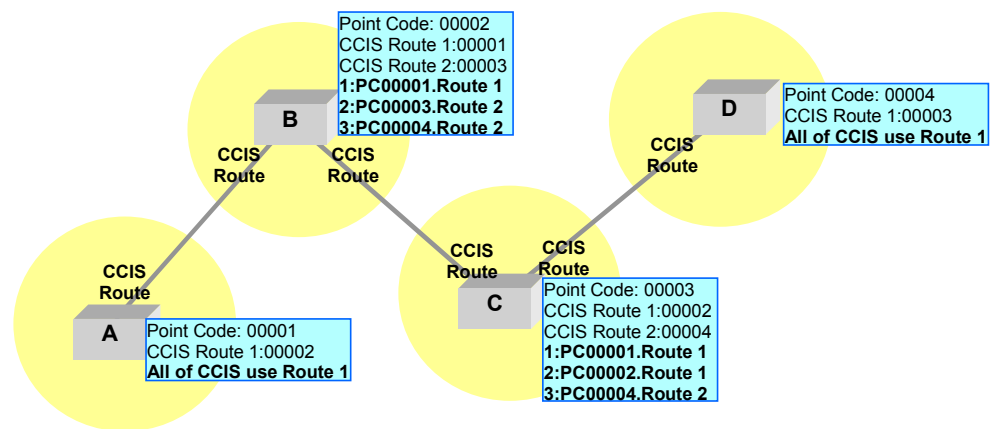 Point Code: 00002
CCIS Route 1:00001
CCIS Route 2:00003
1:PC00001.Route 1
2:PC00003.Route 2
3:PC00004.Route 2
B
CCIS
Route
CCIS
Route
D
Point Code: 00004
CCIS Route 1:00003
All of CCIS use Route 1
CCIS
Route
CCIS
Route
A
Point Code: 00001
CCIS Route 1:00002
All of CCIS use Route 1
CCIS
Route
CCIS
Route
C
Point Code: 00003
CCIS Route 1:00002
CCIS Route 2:00004
1:PC00001.Route 1
2:PC00002.Route 1
3:PC00004.Route 2